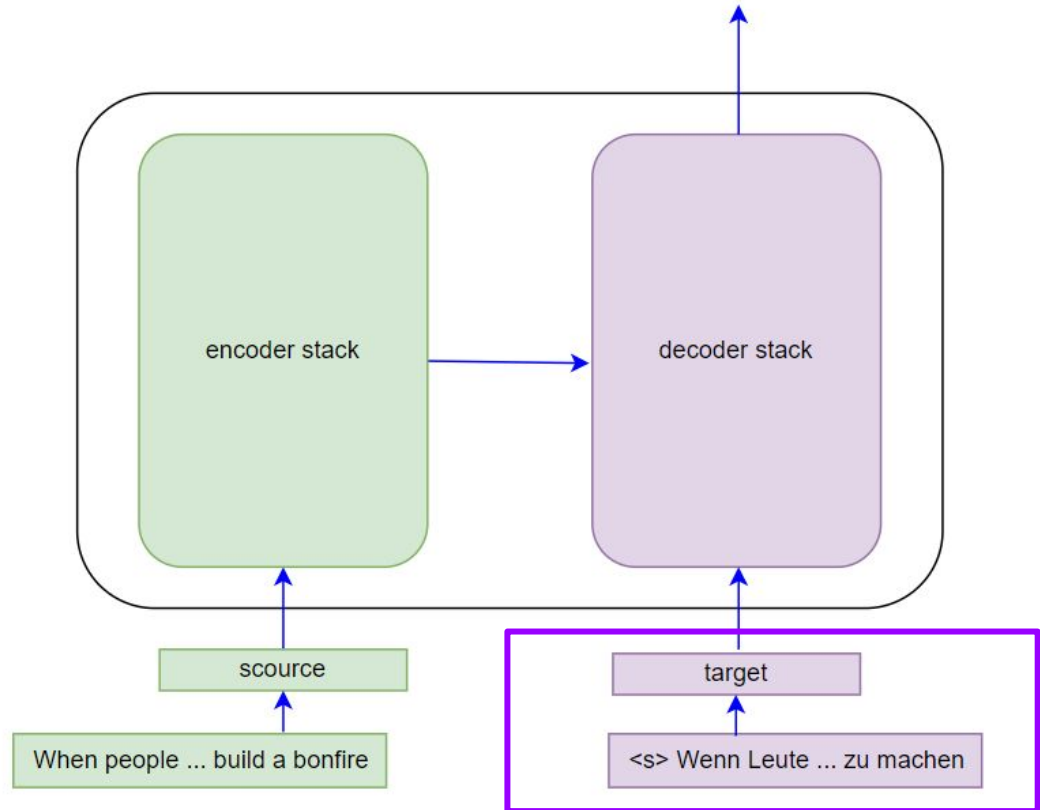 encoder stack
decoder stack
scource
target
When people ... build a bonfire
<s> Wenn Leute ... zu machen